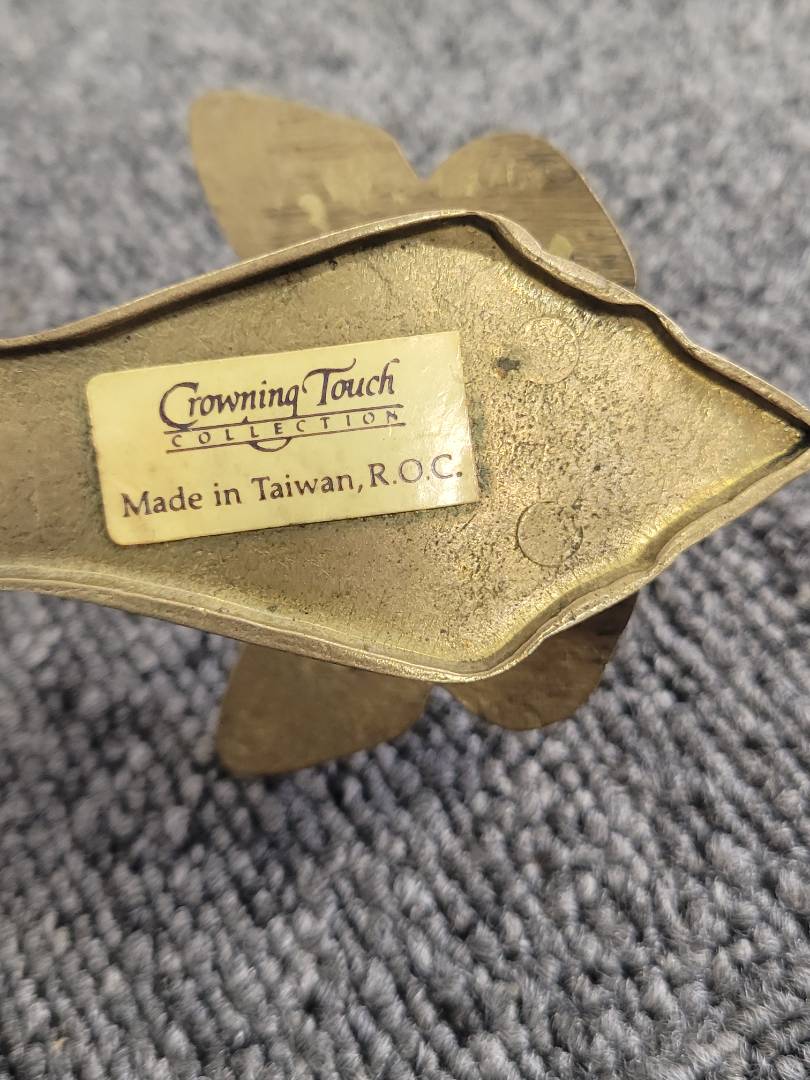 Crowning Touch
COLLECTION
Made in Taiwan, R.O.C.